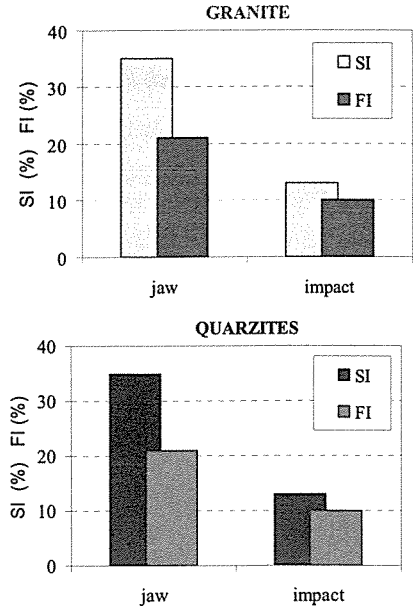 GRANITE
SI (%) FI (%)
40
30
20
10
0
SI
FI
jaw impact
QUARZITES
SI (%) FI (%)
40
30
20
10
0
SI
FI
jaw impact